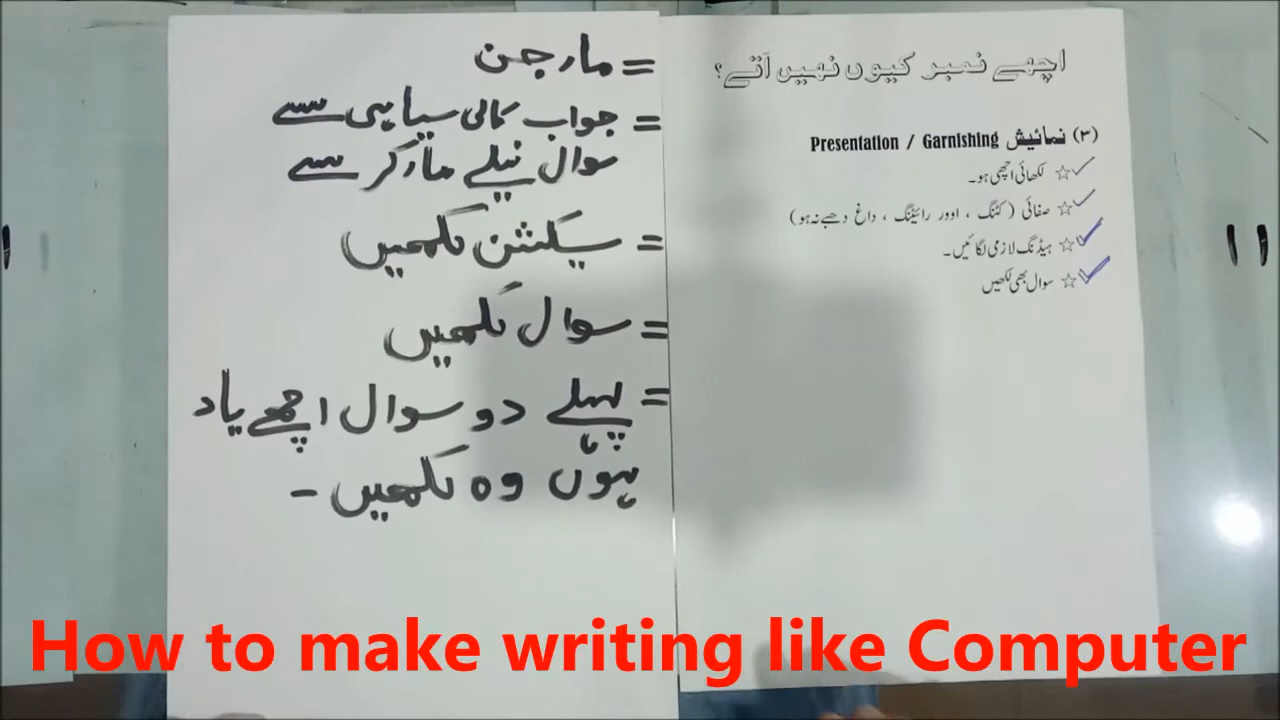 اچھے نمبر کیوں نہیں آتے؟
(۳) نمائیش Presentation / Garnishing
☆ لکھائی اچھی ہو۔
☆ صفائی ( کٹنگ ، اوور رائیٹنگ ، داغ دھبے نہ ہو)
☆ ہیڈنگ لازمی لگائیں۔
☆ سوال بھی لکھیں
= مارجن
= جواب کالی سیاہی سے
سوال نیلے مارکر سے
= سیکشن لکھیں
= سوال لکھیں
= پہلے دو سوال اچھے یاد
ہوں وہ لکھیں -
How to make writing like Computer